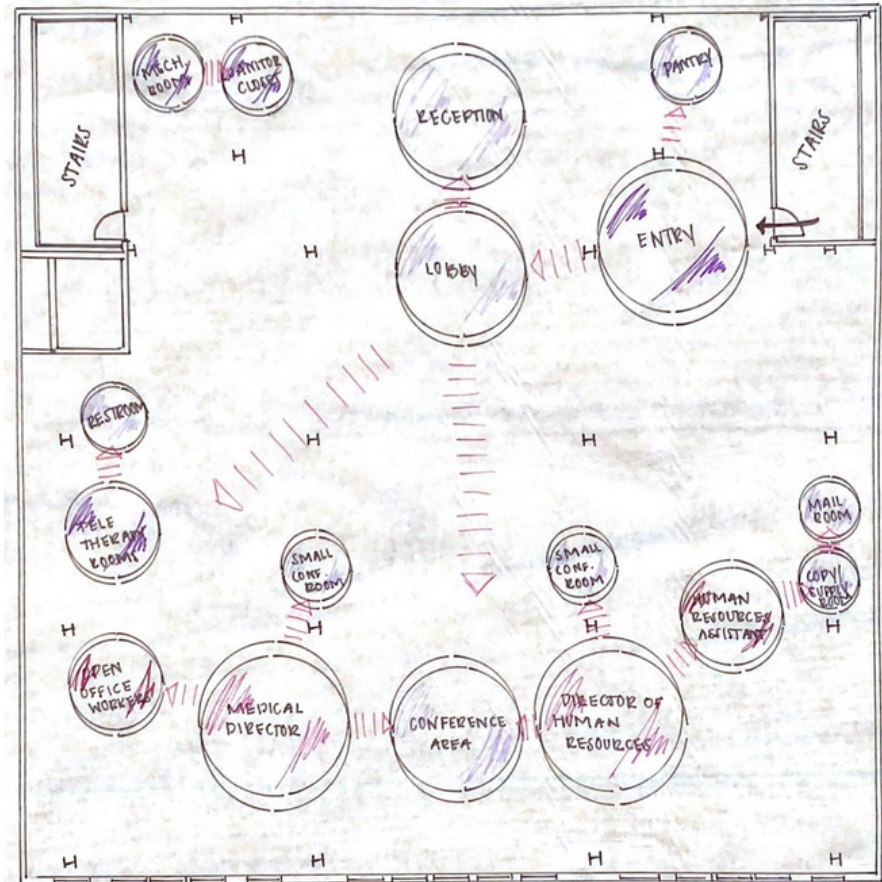 MECH
ROOM
JANITOR
CLOSET
RECEPTION
PANTRY
STAIRS
STAIRS
ENTRY
LOBBY
RESTROOM
TELE
THERAPY
ROOMS
SMALL
CONF.
ROOM
SMALL
CONF.
ROOM
MAIL
ROOM
COPY/
SUPPLY
ROOM
HUMAN
RESOURCES
ASSISTANT
OPEN
OFFICE
WORKERS
MEDICAL
DIRECTOR
CONFERENCE
AREA
DIRECTOR OF
HUMAN
RESOURCES